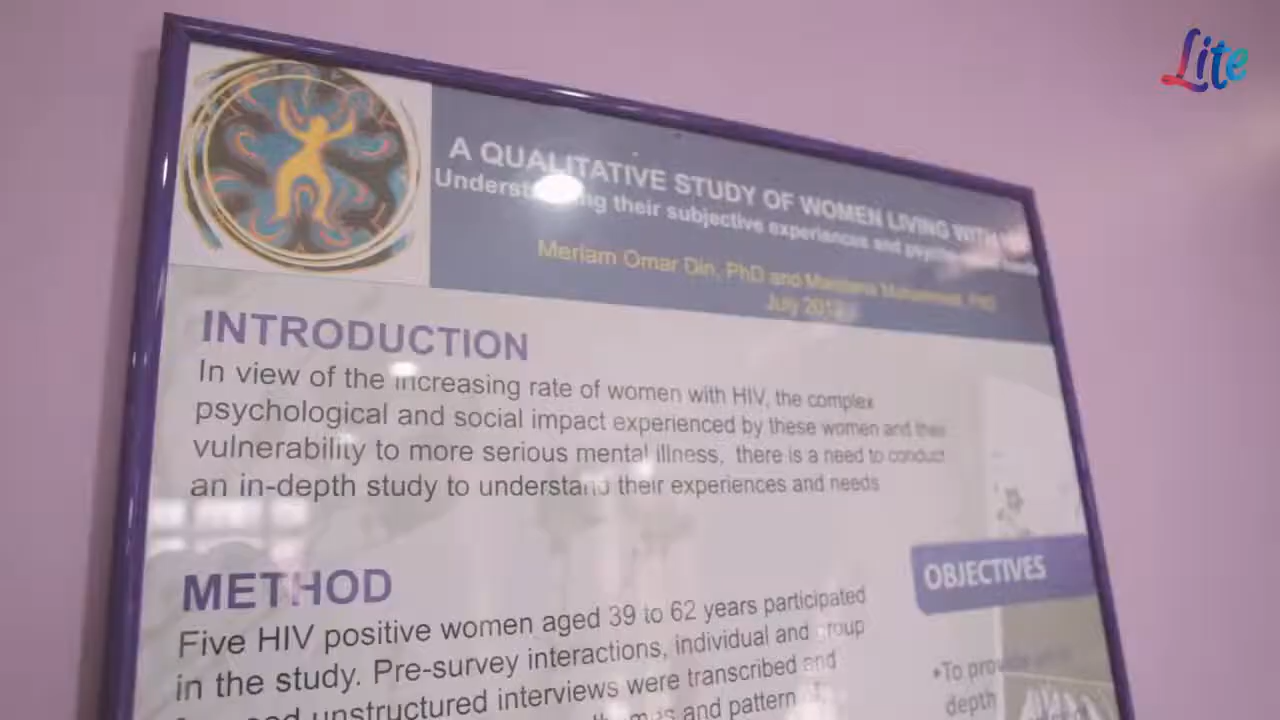 Lite
A QUALITATIVE STUDY OF WOMEN LIVING WITH
their subjective experiences and
Meriam Omar Din, PhD and
July
INTRODUCTION
In view of the increasing rate of women with HIV, the complex
psychological and social impact experienced by these women and their
vulnerability to more serious mental illness, there is a need to conduct
an in-depth study to understand their experiences and needs
METHOD
Five HIV positive women aged 39 to 62 years participated
in the study. Pre-survey interactions, individual and group
unstructured interviews were transcribed and
and pattern
OBJECTIVES
•To provide
depth